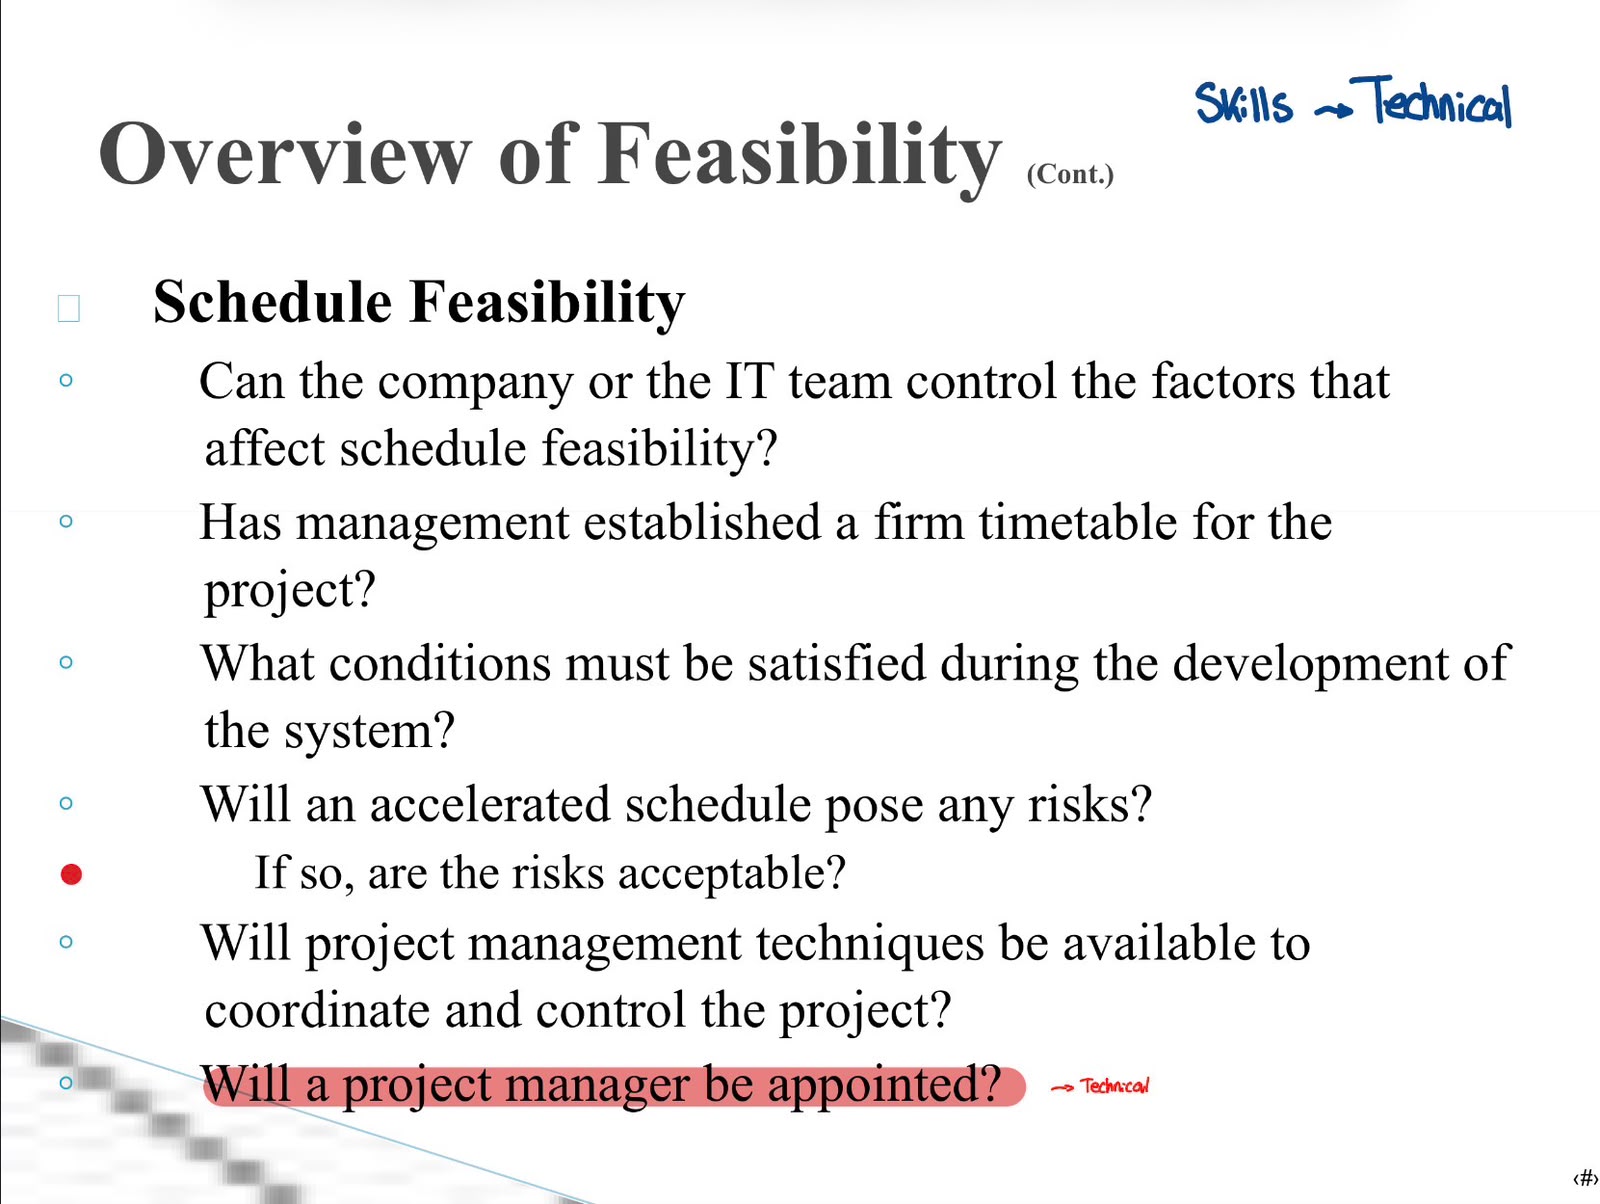 Skills → Technical
Overview of Feasibility (Cont.)
Schedule Feasibility
Can the company or the IT team control the factors that
affect schedule feasibility?
Has management established a firm timetable for the
project?
What conditions must be satisfied during the development of
the system?
Will an accelerated schedule pose any risks?
If so, are the risks acceptable?
Will project management techniques be available to
coordinate and control the project?
Will a project manager be appointed? → Technical
‹#›